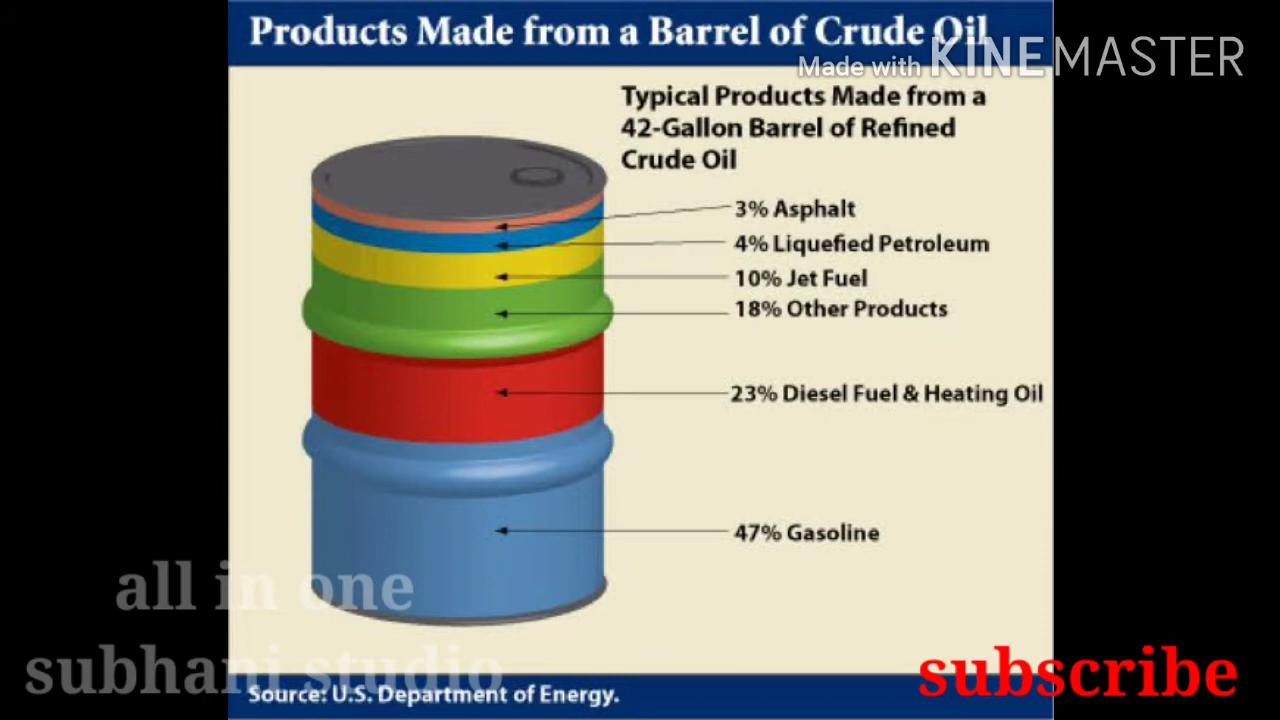 Products Made from a Barrel of Crude Oil
Made with KINEMASTER
Typical Products Made from a
42-Gallon Barrel of Refined
Crude Oil
3% Asphalt
4% Liquefied Petroleum
10% Jet Fuel
18% Other Products
23% Diesel Fuel & Heating Oil
47% Gasoline
all in one
subhani studio
subscribe
Source: U.S. Department of Energy.